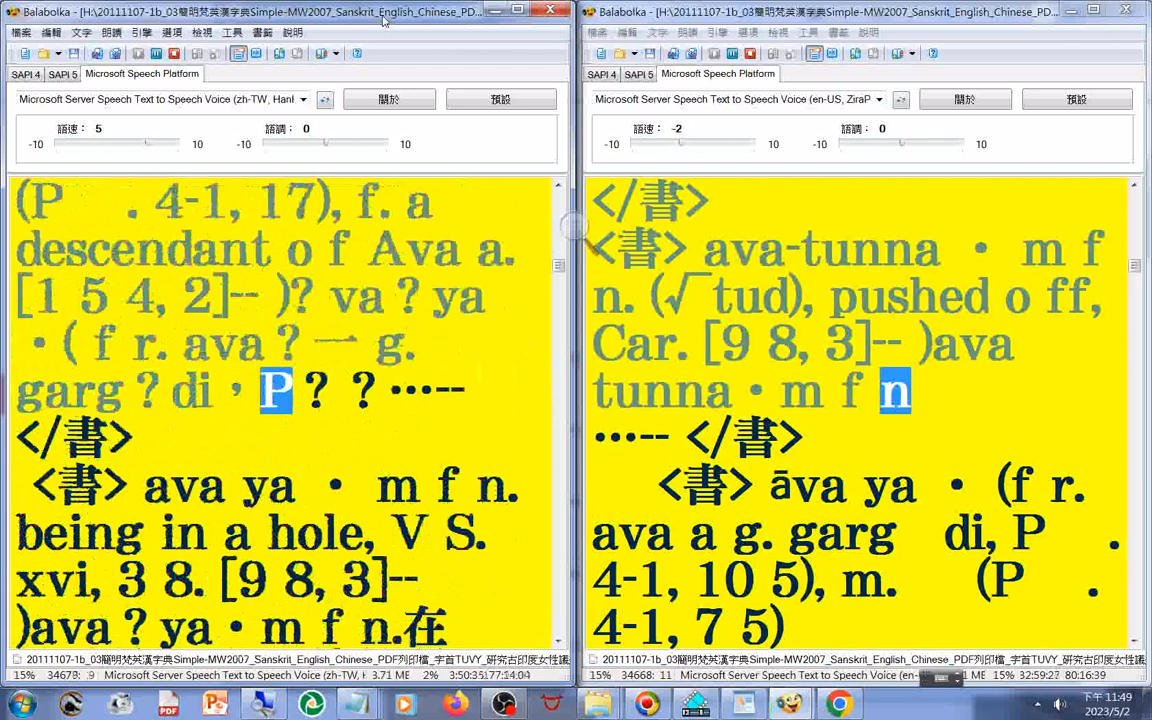 Balabolka - [H:\20111107-1b_03簡明梵英漢字典Simple-MW2007_Sanskrit_English_Chinese_PD...
檔案 編輯 文字 朗讀 引擎 選項 檢視 工具 書籤 說明
SAPI 4 SAPI 5 Microsoft Speech Platform
Microsoft Server Speech Text to Speech Voice (zh-TW, Hanl 關於 預設
語速： 5 語調： 0
-10 10 -10 10
(P . 4-1, 17), f. a
descendant o f Ava a.
[1 5 4, 2]-- )? va ? ya
・( f r. ava ? 一 g.
garg ? di，P ? ? …--
</書>
<書> ava ya ・ m f n.
being in a hole, V S.
xvi, 3 8. [9 8, 3]--
)ava ? ya・m f n.在
20111107-1b_03簡明梵英漢字典Simple-MW2007_Sanskrit_English_Chinese_PDF列印檔_字首TUVY_研究古印度女性議
15% 34679: :9 Microsoft Server Speech Text to Speech Voice (zh-TW, H 3.71 ME 2% 3:50:35\177:14:04
Balabolka - [H:\20111107-1b_03簡明梵英漢字典Simple-MW2007_Sanskrit_English_Chinese_PD...
檔案 編輯 文字 朗讀 引擎 選項 檢視 工具 書籤 說明
SAPI 4 SAPI 5 Microsoft Speech Platform
Microsoft Server Speech Text to Speech Voice (en-US, ZiraP 關於 預設
語速： -2 語調： 0
-10 10 -10 10
</書>
<書> ava-tunna ・ m f
n. (√ tud), pushed o ff,
Car. [9 8, 3]-- )ava
tunna・m f n
…-- </書>
<書> āva ya ・ (f r.
ava a g. garg di, P .
4-1, 10 5), m. (P .
4-1, 7 5)
20111107-1b_03簡明梵英漢字典Simple-MW2007_Sanskrit_English_Chinese_PDF列印檔_字首TUVY_研究古印度女性議
15% 34668: 11 Microsoft Server Speech Text to Speech Voice (en- 15% 32:59:27 80:16:39
PDF
下午 11:49
2023/5/2